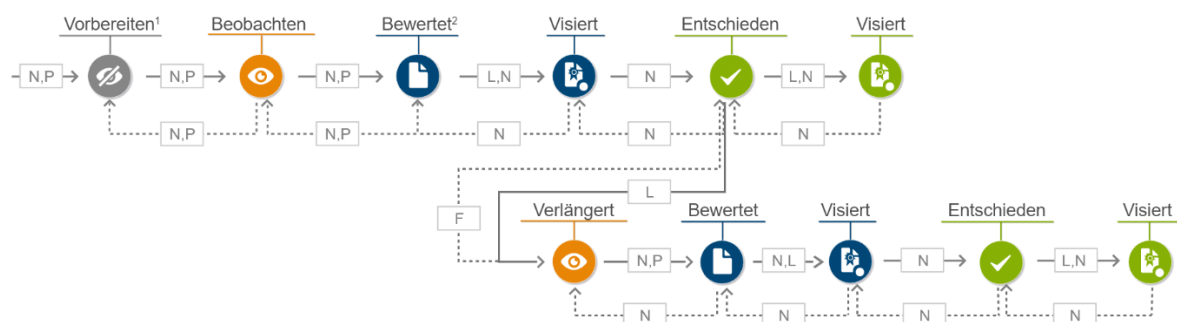 Vorbereiten¹ Beobachten Bewertet² Visiert Entschieden Visiert
N,P N,P N,P L,N N L,N
N,P N,P N N N
L
F
Verlängert Bewertet Visiert Entschieden Visiert
N,P N,L N L,N
N N N N